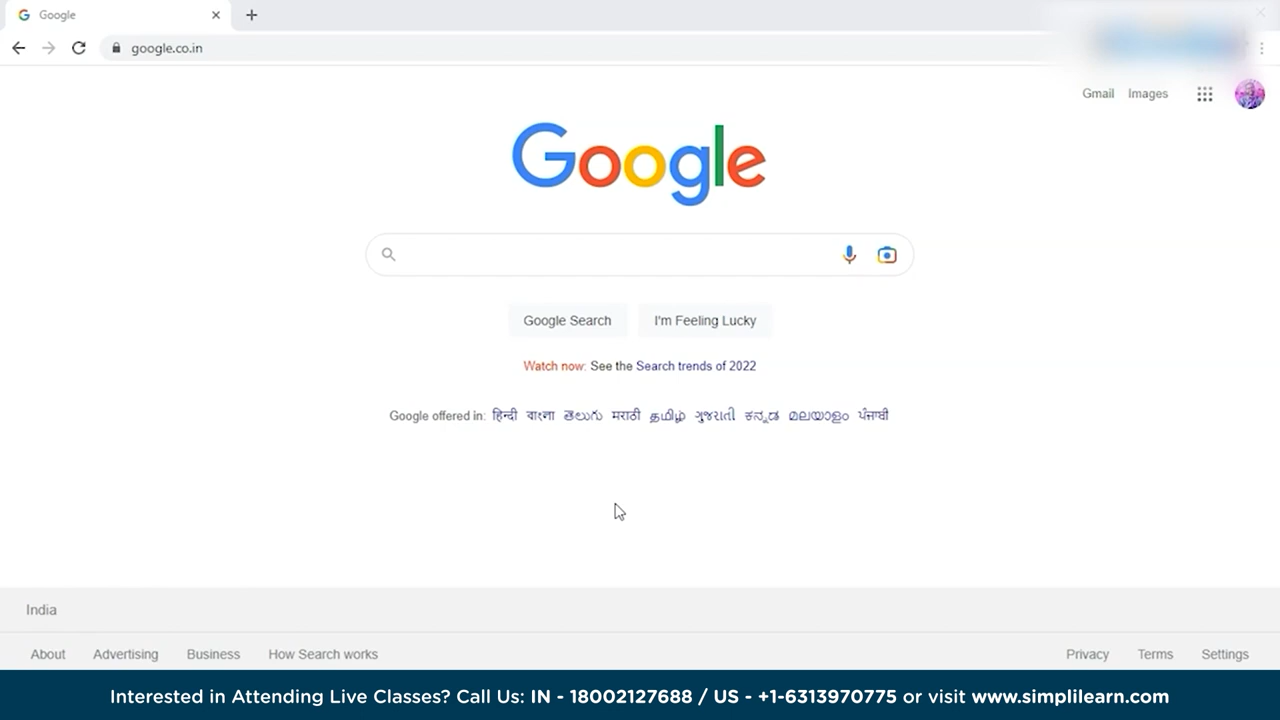 Google
google.co.in
Gmail Images
Google
Google Search I'm Feeling Lucky
Watch now: See the Search trends of 2022
Google offered in: हिन्दी বাংলা తెలుగు मराठी தமிழ் ગુજરાતી ಕನ್ನಡ മലയാളം ਪੰਜਾਬੀ
India
About Advertising Business How Search works Privacy Terms Settings
Interested in Attending Live Classes? Call Us: IN - 18002127688 / US - +1-6313970775 or visit www.simplilearn.com